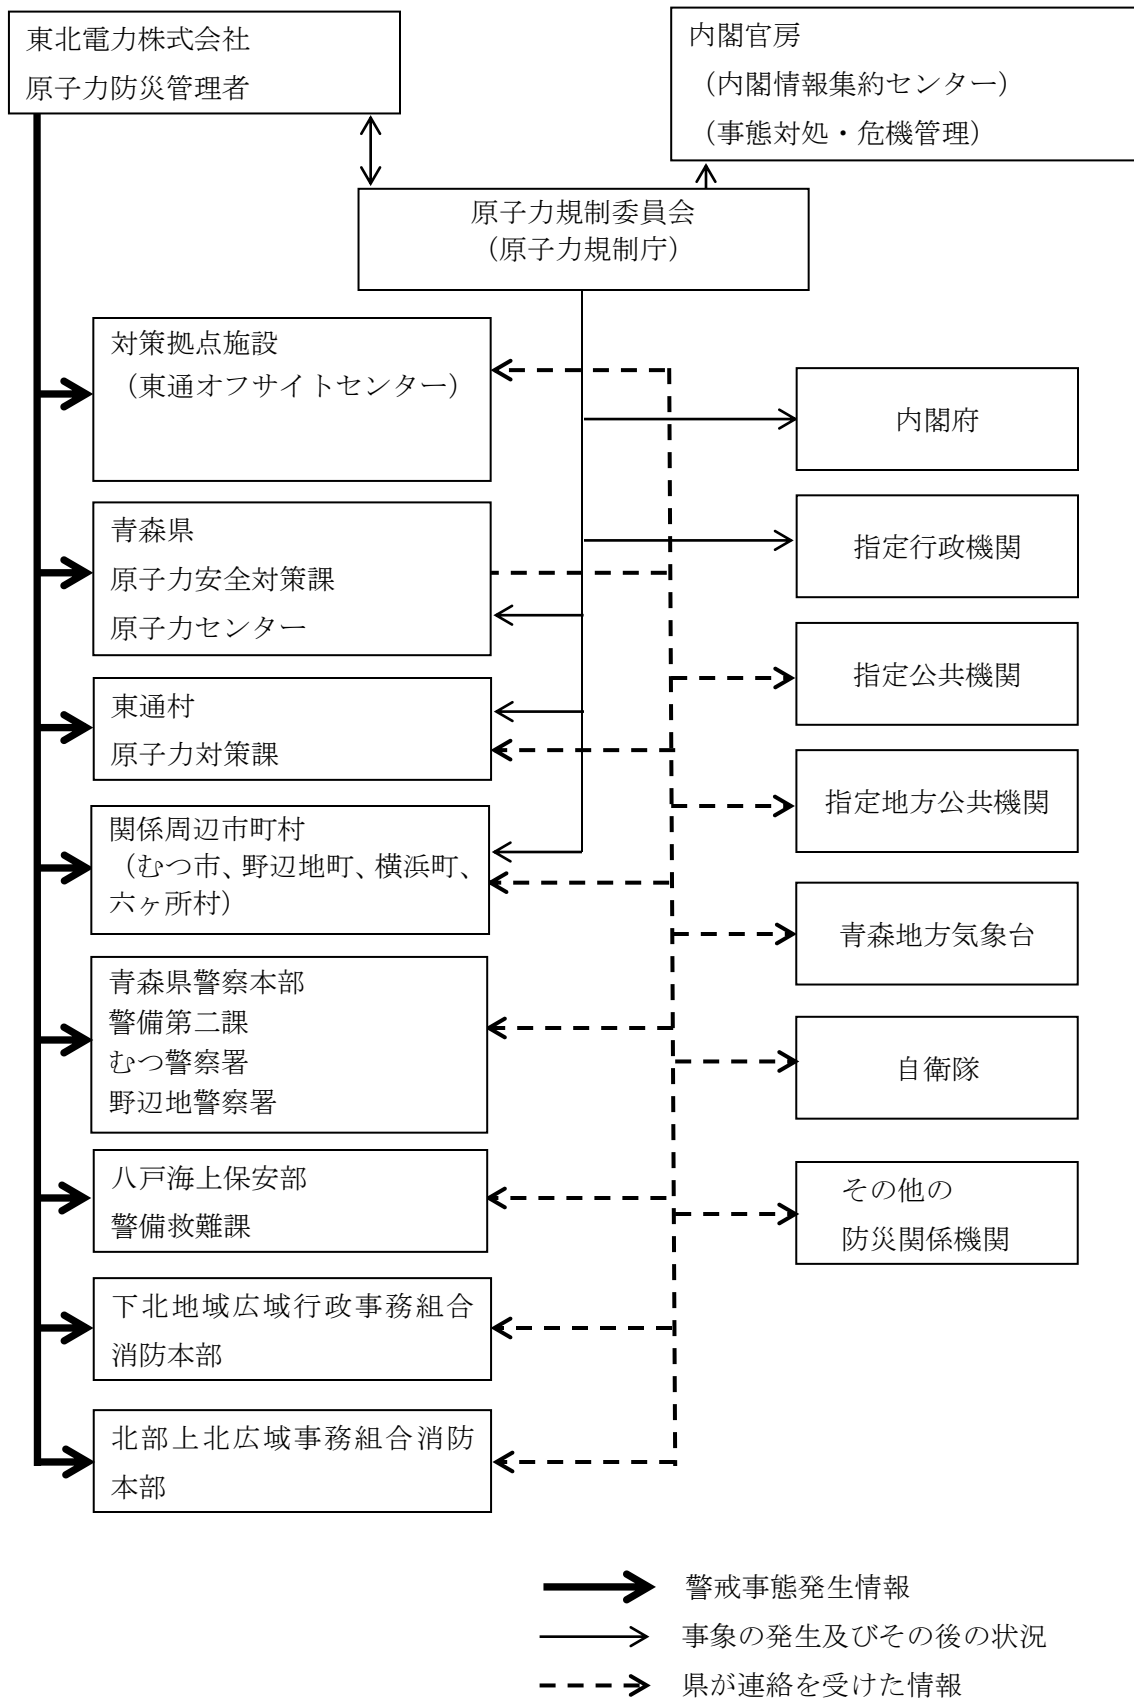 東北電力株式会社
原子力防災管理者
内閣官房
（内閣情報集約センター）
（事態対処・危機管理）
原子力規制委員会
（原子力規制庁）
対策拠点施設
（東通オフサイトセンター）
青森県
原子力安全対策課
原子力センター
東通村
原子力対策課
関係周辺市町村
（むつ市、野辺地町、横浜町、
六ヶ所村）
青森県警察本部
警備第二課
むつ警察署
野辺地警察署
八戸海上保安部
警備救難課
下北地域広域行政事務組合
消防本部
北部上北広域事務組合消防
本部
内閣府
指定行政機関
指定公共機関
指定地方公共機関
青森地方気象台
自衛隊
その他の
防災関係機関
警戒事態発生情報
事象の発生及びその後の状況
県が連絡を受けた情報